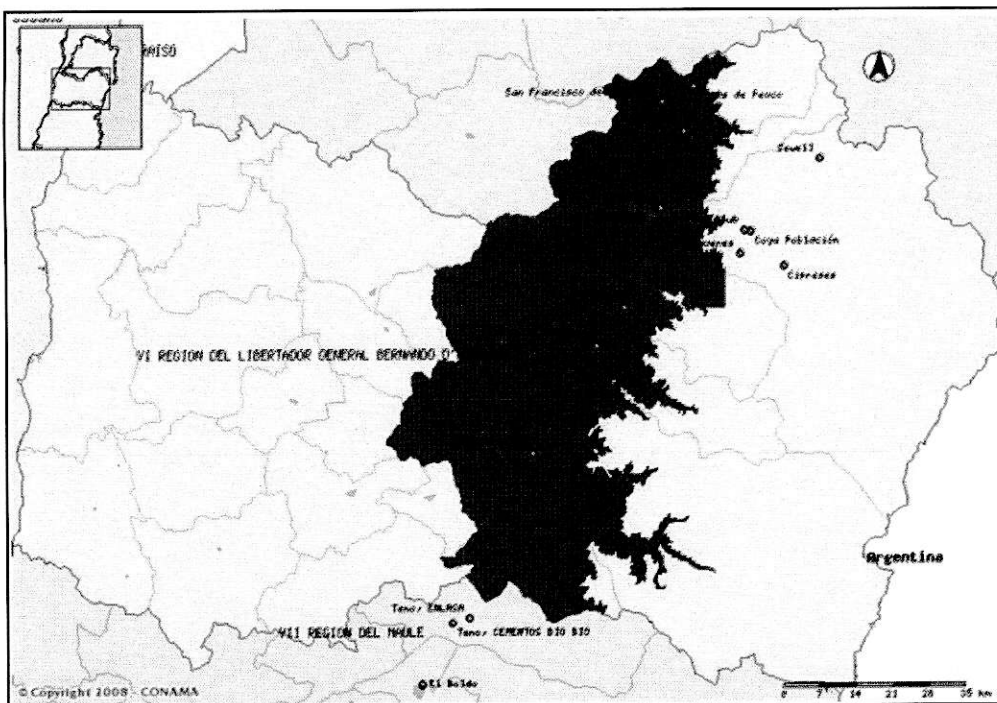 RAISO
San Francisco de
de Peuco
Sewell
Coya Población
Cipreses
VI REGION DEL LIBERTADOR GENERAL BERNARDO O'
Argentina
Teno, ENLASA
VII REGION DEL MAULE
Teno, CEMENTOS BIO BIO
El Boldo
© Copyright 2008 - CONAMA
0 7 14 21 28 35 km